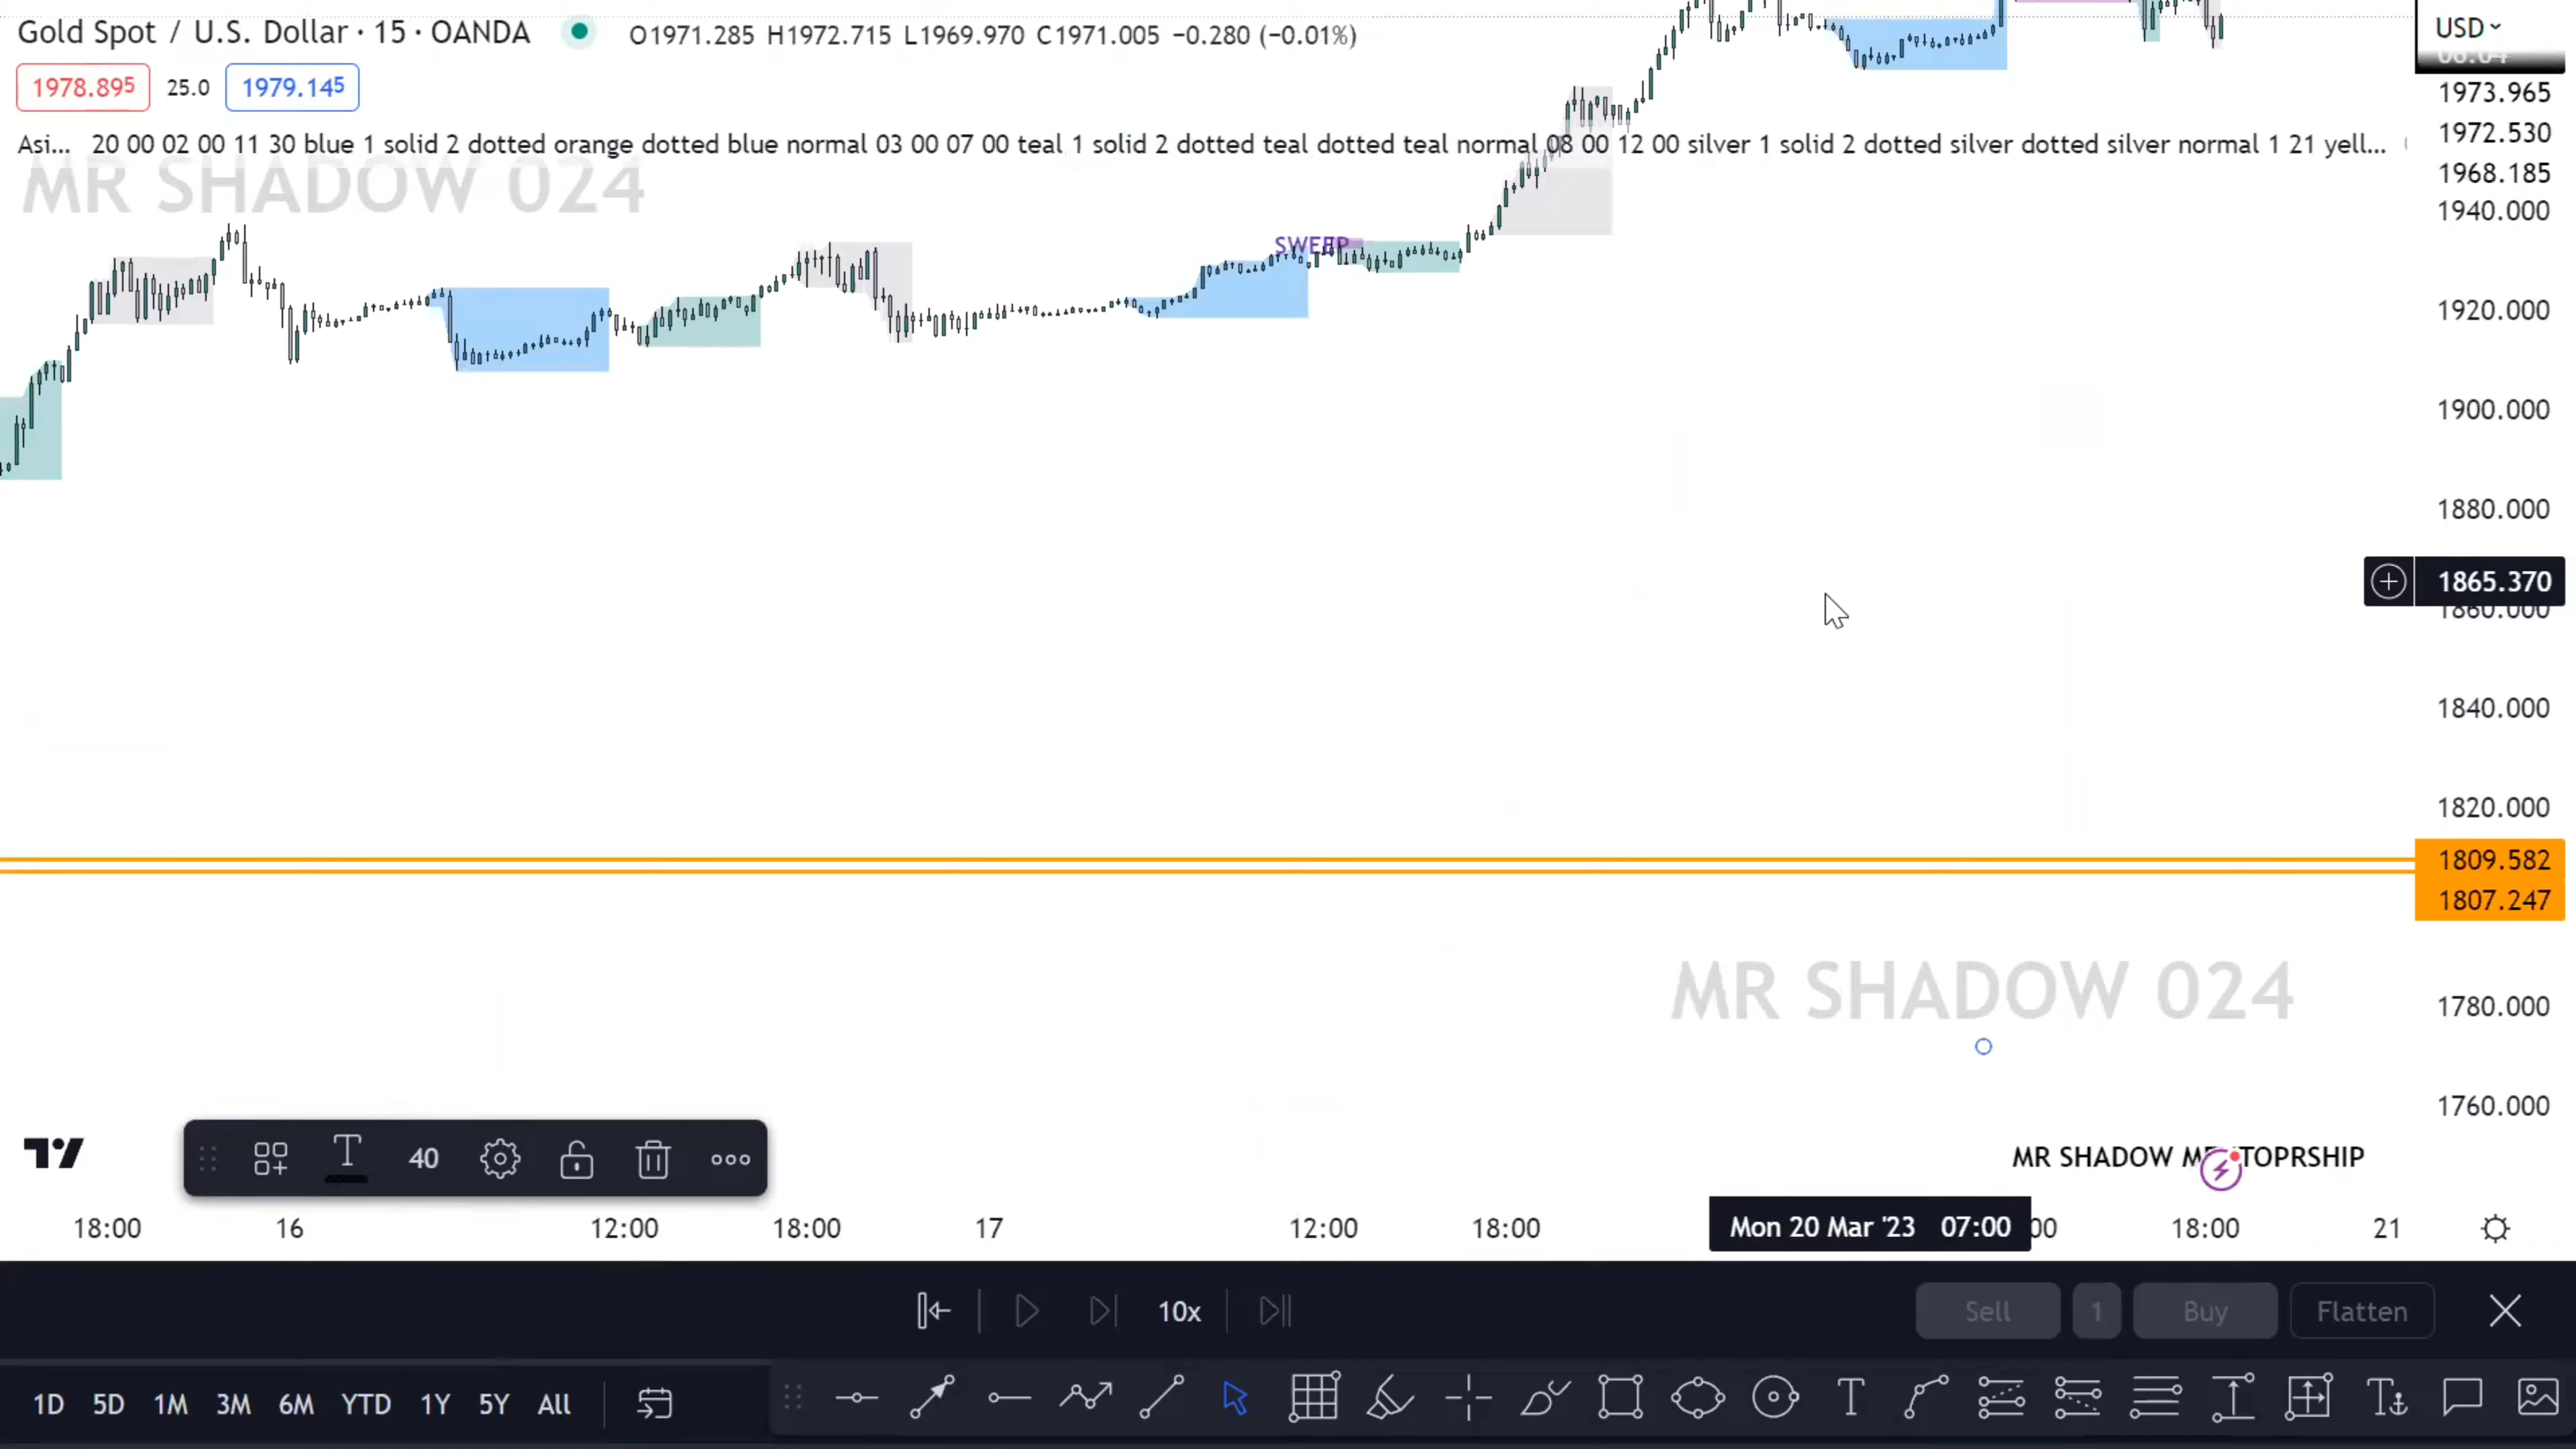 Gold Spot / U.S. Dollar · 15 · OANDA
O1971.285 H1972.715 L1969.970 C1971.005 −0.280 (−0.01%)
USD
1978.895 25.0 1979.145
1973.965
1972.530
Asi... 20 00 02 00 11 30 blue 1 solid 2 dotted orange dotted blue normal 03 00 07 00 teal 1 solid 2 dotted teal dotted teal normal 08 00 12 00 silver 1 solid 2 dotted silver dotted silver normal 1 21 yell...
1968.185
MR SHADOW 024
1940.000
SWEEP
1920.000
1900.000
1880.000
1865.370
1860.000
1840.000
1820.000
1809.582
1807.247
MR SHADOW 024
1780.000
1760.000
40
MR SHADOW TOPRSHIP
18:00 16 12:00 18:00 17 12:00 18:00 Mon 20 Mar '23 07:00 00 18:00 21
10x
Sell 1 Buy Flatten
1D 5D 1M 3M 6M YTD 1Y 5Y All